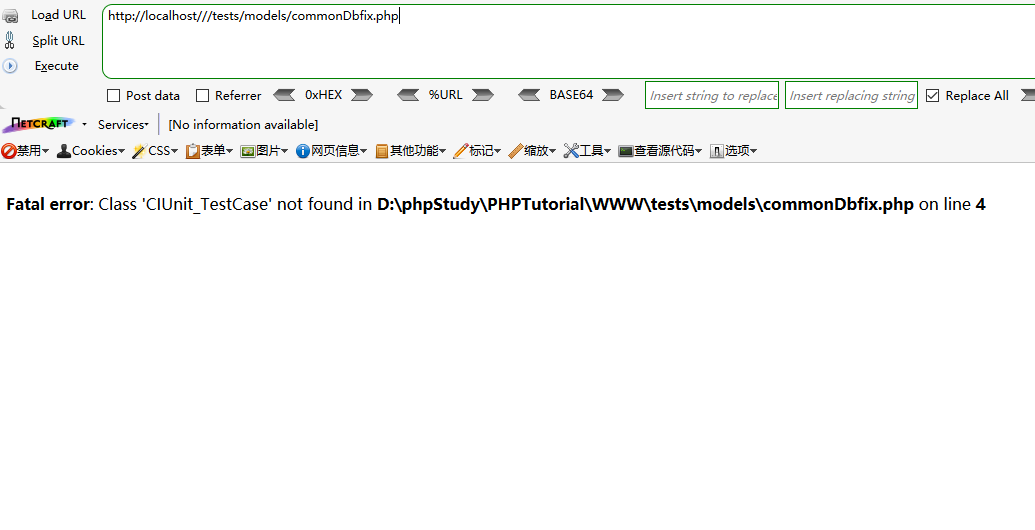 Load URL
http://localhost///tests/models/commonDbfix.php
Split URL
Execute
Post data Referrer 0xHEX %URL BASE64 Insert string to replace Insert replacing string Replace All
NETCRAFT Services [No information available]
禁用 Cookies CSS 表单 图片 网页信息 其他功能 标记 缩放 工具 查看源代码 选项
Fatal error: Class 'CIUnit_TestCase' not found in D:\phpStudy\PHPTutorial\WWW\tests\models\commonDbfix.php on line 4